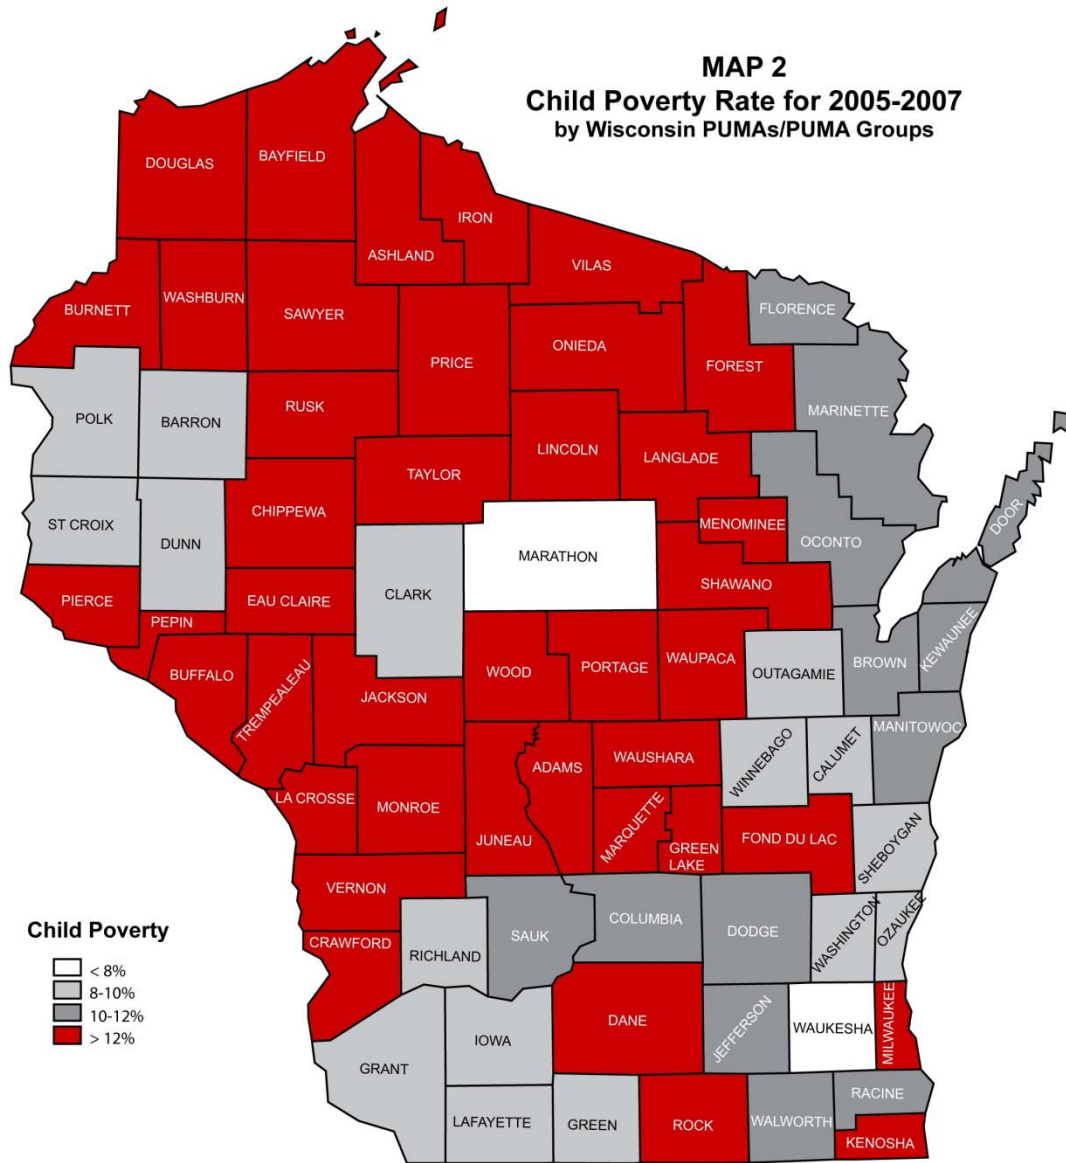 MAP 2
Child Poverty Rate for 2005-2007
by Wisconsin PUMAs/PUMA Groups
DOUGLAS
BAYFIELD
IRON
ASHLAND
VILAS
BURNETT
WASHBURN
SAWYER
FLORENCE
ONIEDA
PRICE
FOREST
POLK
BARRON
RUSK
MARINETTE
LINCOLN
LANGLADE
TAYLOR
CHIPPEWA
ST CROIX
DUNN
MENOMINEE
DOOR
OCONTO
MARATHON
SHAWANO
CLARK
PIERCE
EAU CLAIRE
PEPIN
BUFFALO
TREMPEALEAU
JACKSON
WOOD
PORTAGE
WAUPACA
OUTAGAMIE
BROWN
KEWAUNEE
MANITOWOC
ADAMS
WAUSHARA
WINNEBAGO
CALUMET
LA CROSSE
MONROE
JUNEAU
MARQUETTE
GREEN
LAKE
FOND DU LAC
SHEBOYGAN
VERNON
COLUMBIA
DODGE
WASHINGTON
OZAUKEE
CRAWFORD
RICHLAND
SAUK
Child Poverty
< 8%
8-10%
10-12%
> 12%
DANE
JEFFERSON
WAUKESHA
MILWAUKEE
IOWA
GRANT
LAFAYETTE
GREEN
ROCK
WALWORTH
RACINE
KENOSHA